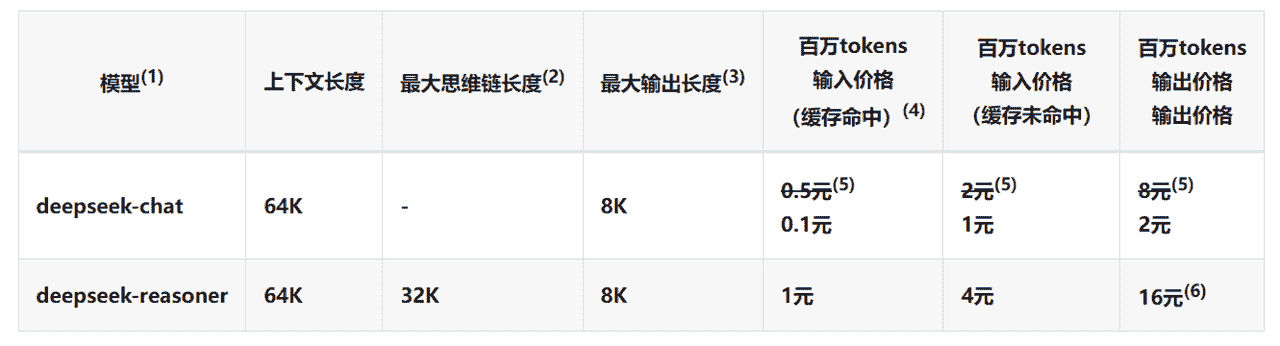 模型(1)
上下文长度
最大思维链长度(2)
最大输出长度(3)
百万tokens
输入价格
（缓存命中）(4)
百万tokens
输入价格
（缓存未命中）
百万tokens
输出价格
输出价格
deepseek-chat
64K
-
8K
0.5元(5)
0.1元
2元(5)
1元
8元(5)
2元
deepseek-reasoner
64K
32K
8K
1元
4元
16元(6)